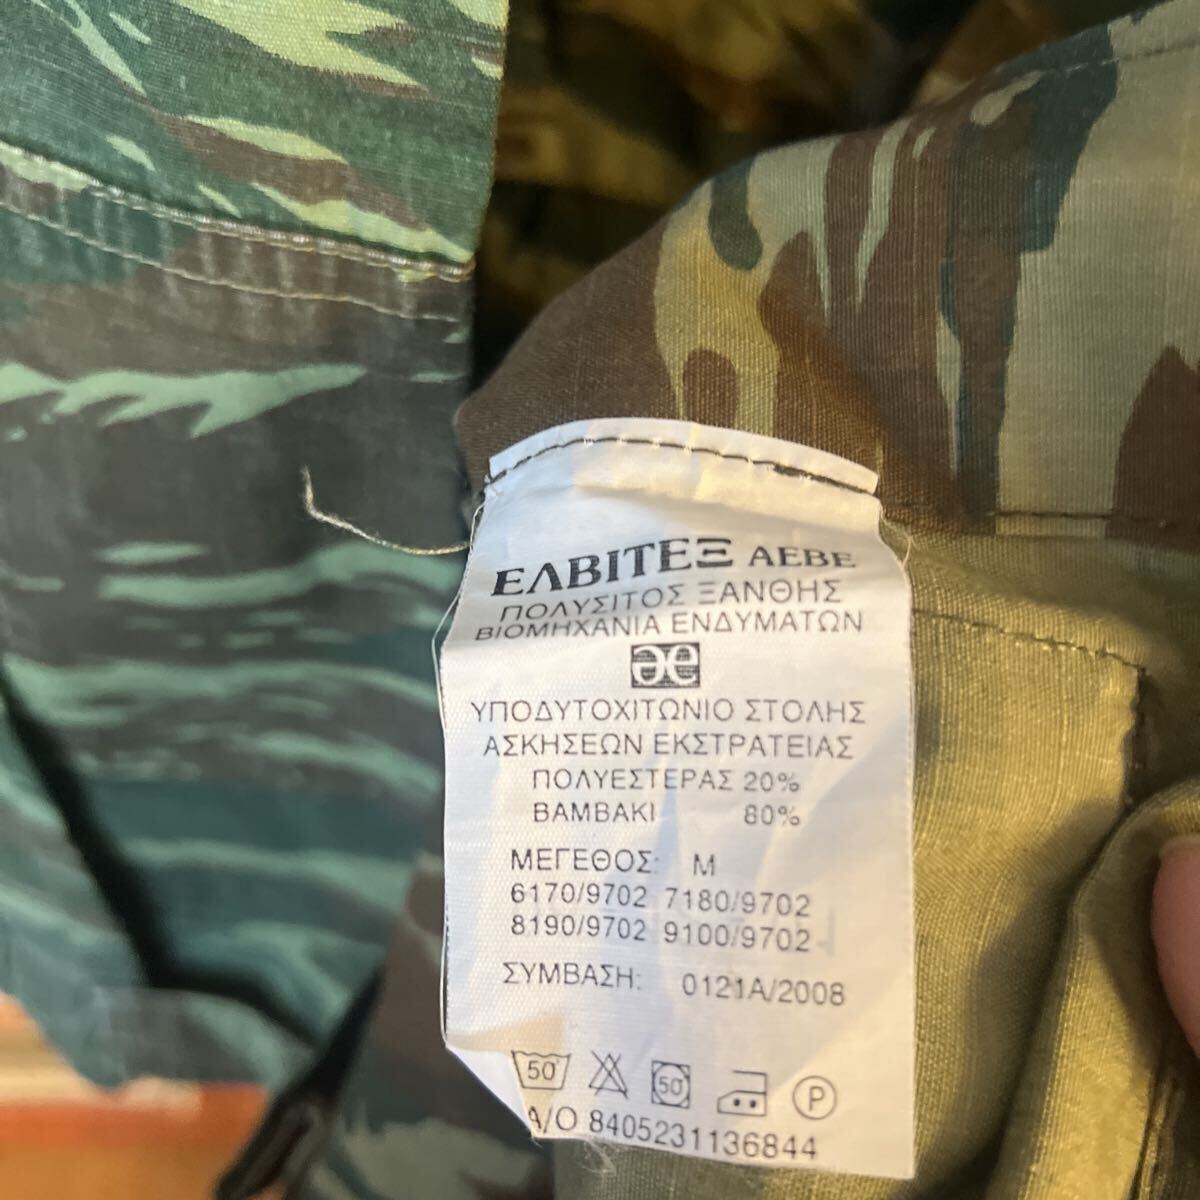 ΕΛΒΙΤΕΞ ΑΕΒΕ
ΠΟΛΥΣΙΤΟΣ ΞΑΝΘΗΣ
ΒΙΟΜΗΧΑΝΙΑ ΕΝΔΥΜΑΤΩΝ
ΥΠΟΔΥΤΟΧΙΤΩΝΙΟ ΣΤΟΛΗΣ
ΑΣΚΗΣΕΩΝ ΕΚΣΤΡΑΤΕΙΑΣ
ΠΟΛΥΕΣΤΕΡΑΣ 20%
ΒΑΜΒΑΚΙ 80%
ΜΕΓΕΘΟΣ: Μ
6170/9702 7180/9702
8190/9702 9100/9702
ΣΥΜΒΑΣΗ: 0121Α/2008
50 50 P
Α/Ο 8405231136844